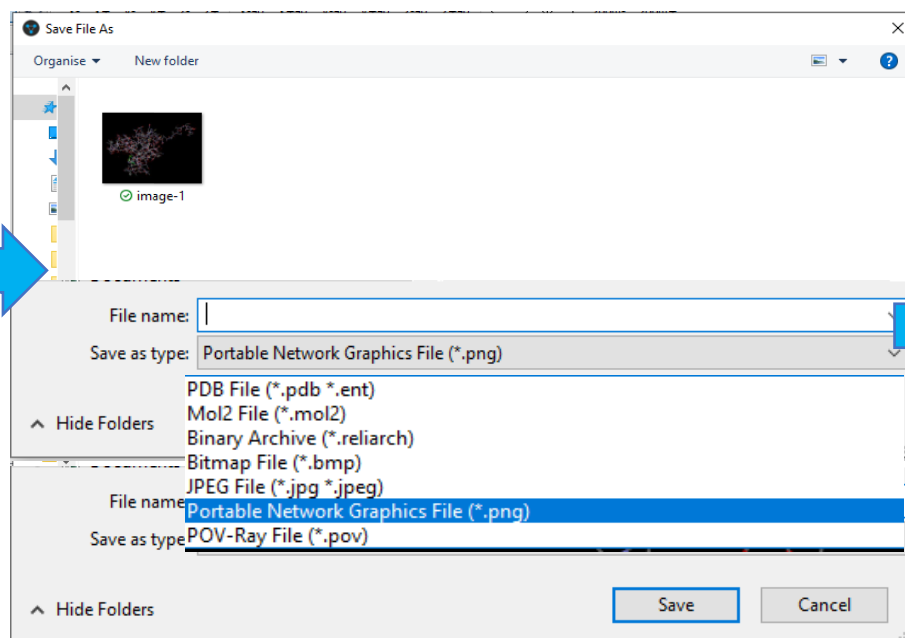 Save File As
Organise New folder
image-1
File name:
Save as type: Portable Network Graphics File (*.png)
PDB File (*.pdb *.ent)
Mol2 File (*.mol2)
Hide Folders
Binary Archive (*.reliarch)
Bitmap File (*.bmp)
JPEG File (*.jpg *.jpeg)
File name Portable Network Graphics File (*.png)
Save as type POV-Ray File (*.pov)
Hide Folders Save Cancel